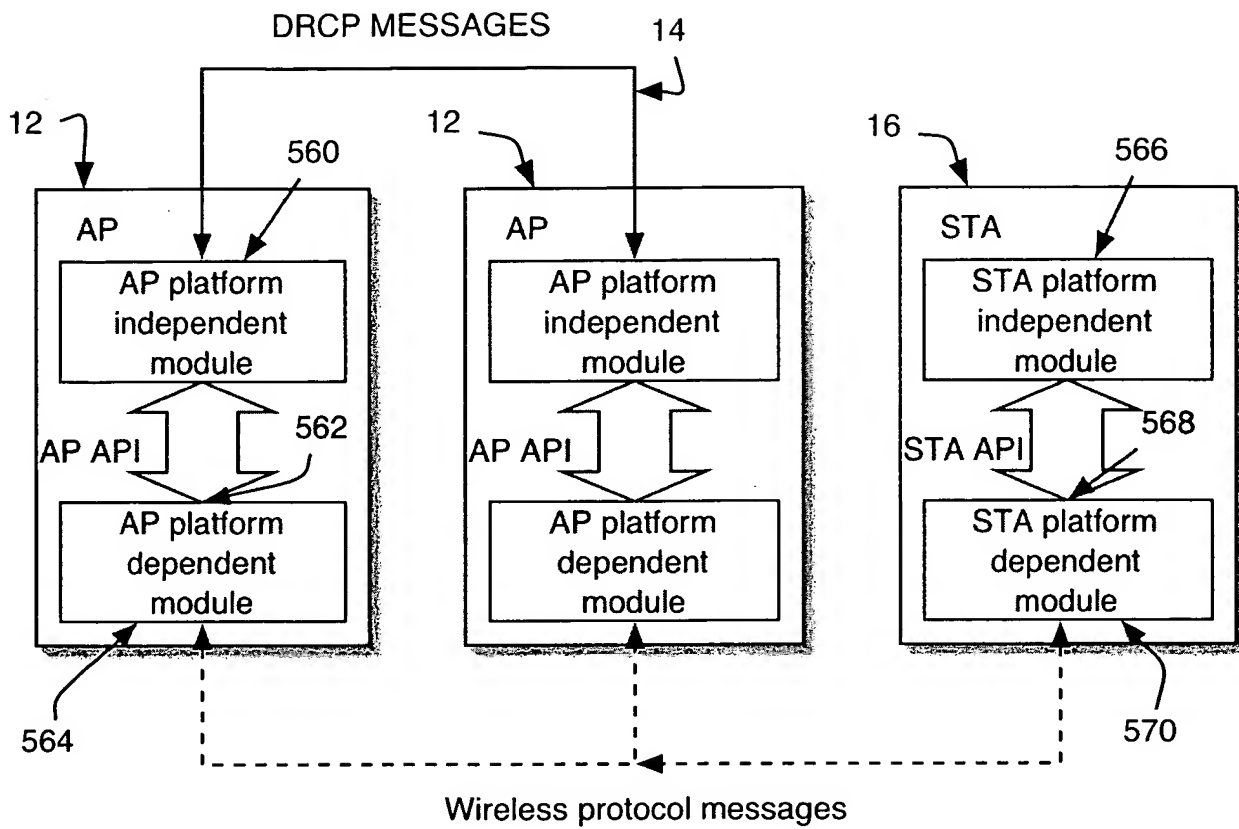 DRCP MESSAGES
14
12
12
16
560
566
AP
AP
STA
AP platform
independent
module
AP platform
independent
module
STA platform
independent
module
AP API
562
AP API
STA API
568
AP platform
dependent
module
AP platform
dependent
module
STA platform
dependent
module
564
570
Wireless protocol messages